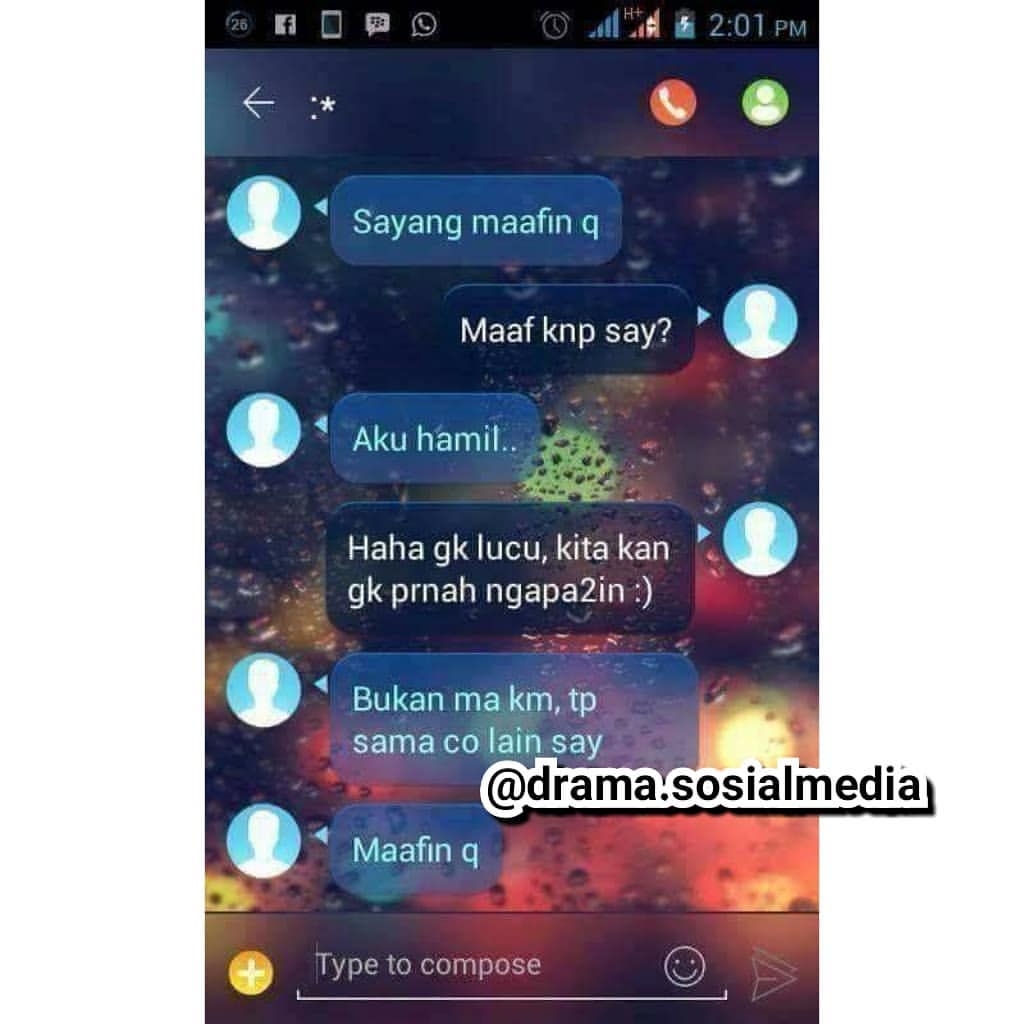 26
H+
2:01 PM
:*
Sayang maafin q
Maaf knp say?
Aku hamil..
Haha gk lucu, kita kan
gk prnah ngapa2in :)
Bukan ma km, tp
sama co lain say
@drama.sosialmedia
Maafin q
Type to compose